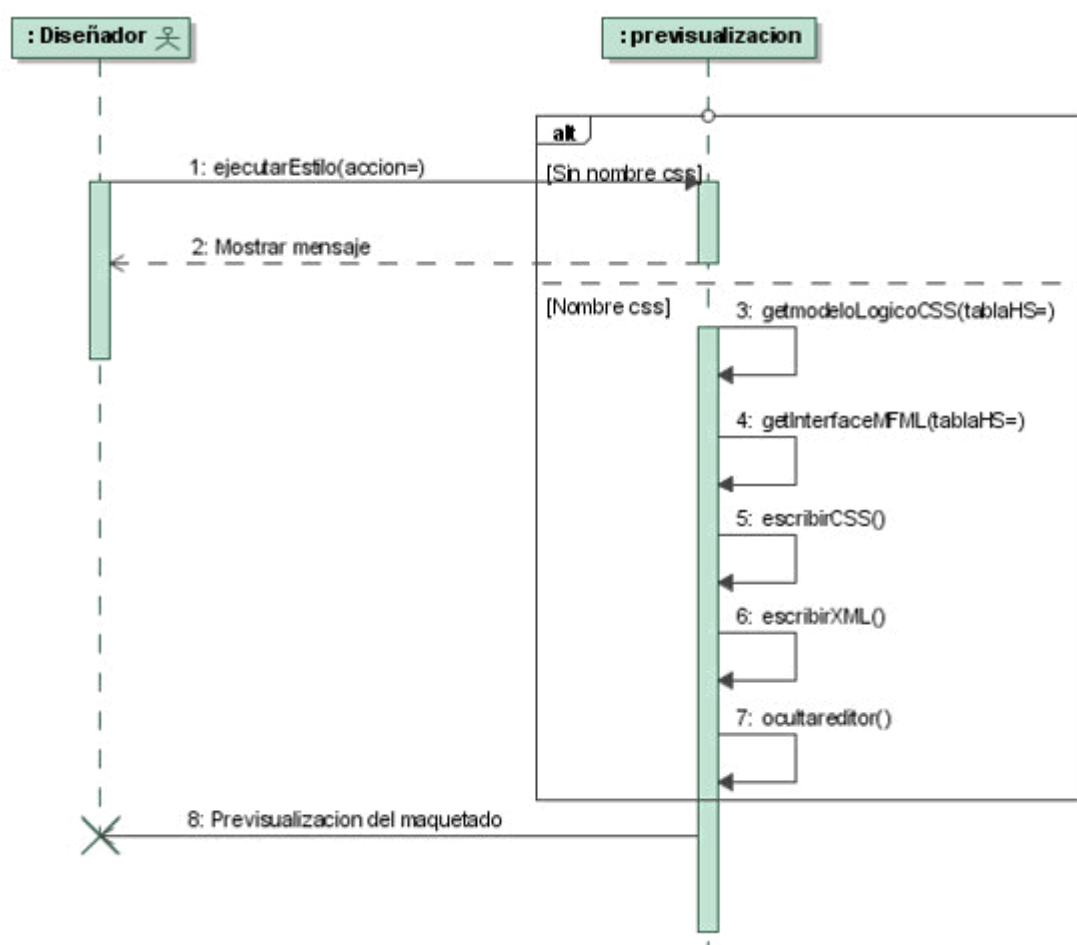 : Diseñador
: previsualizacion
alt
1: ejecutarEstilo(accion=)
[Sin nombre css]
2: Mostrar mensaje
[Nombre css]
3: getmodeloLogicoCSS(tablaHS=)
4: getInterfaceMFML(tablaHS=)
5: escribirCSS()
6: escribirXML()
7: ocultareditor()
8: Previsualizacion del maquetado